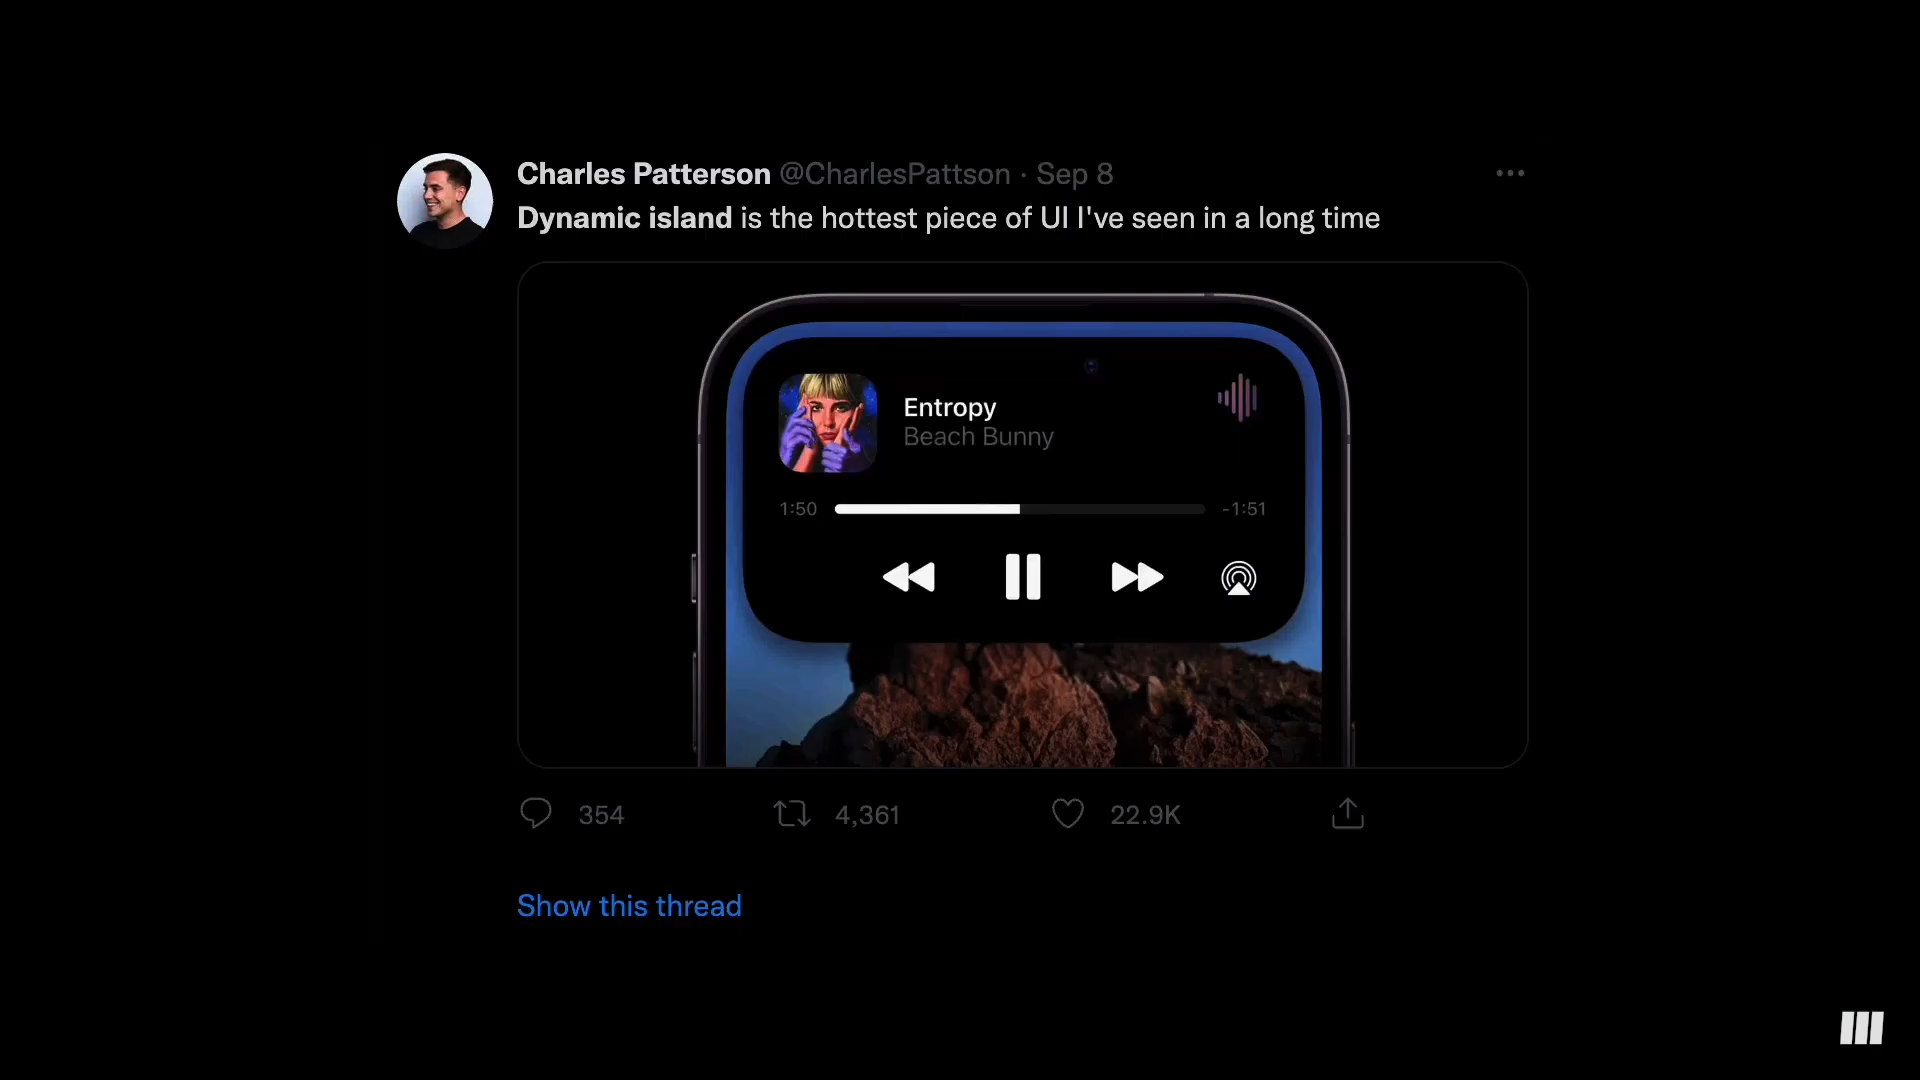 Charles Patterson @CharlesPattson · Sep 8
Dynamic island is the hottest piece of UI I've seen in a long time
Entropy
Beach Bunny
1:50 -1:51
354 4,361 22.9K
Show this thread